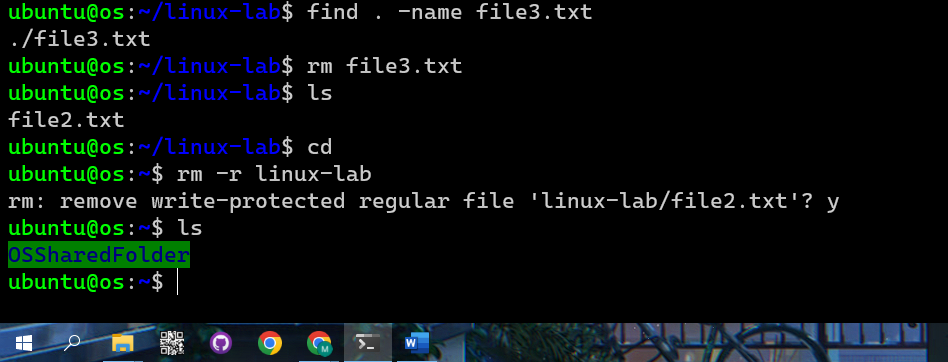 ubuntu@os:~/linux-lab$ find . -name file3.txt
./file3.txt
ubuntu@os:~/linux-lab$ rm file3.txt
ubuntu@os:~/linux-lab$ ls
file2.txt
ubuntu@os:~/linux-lab$ cd
ubuntu@os:~$ rm -r linux-lab
rm: remove write-protected regular file 'linux-lab/file2.txt'? y
ubuntu@os:~$ ls
OSSharedFolder
ubuntu@os:~$